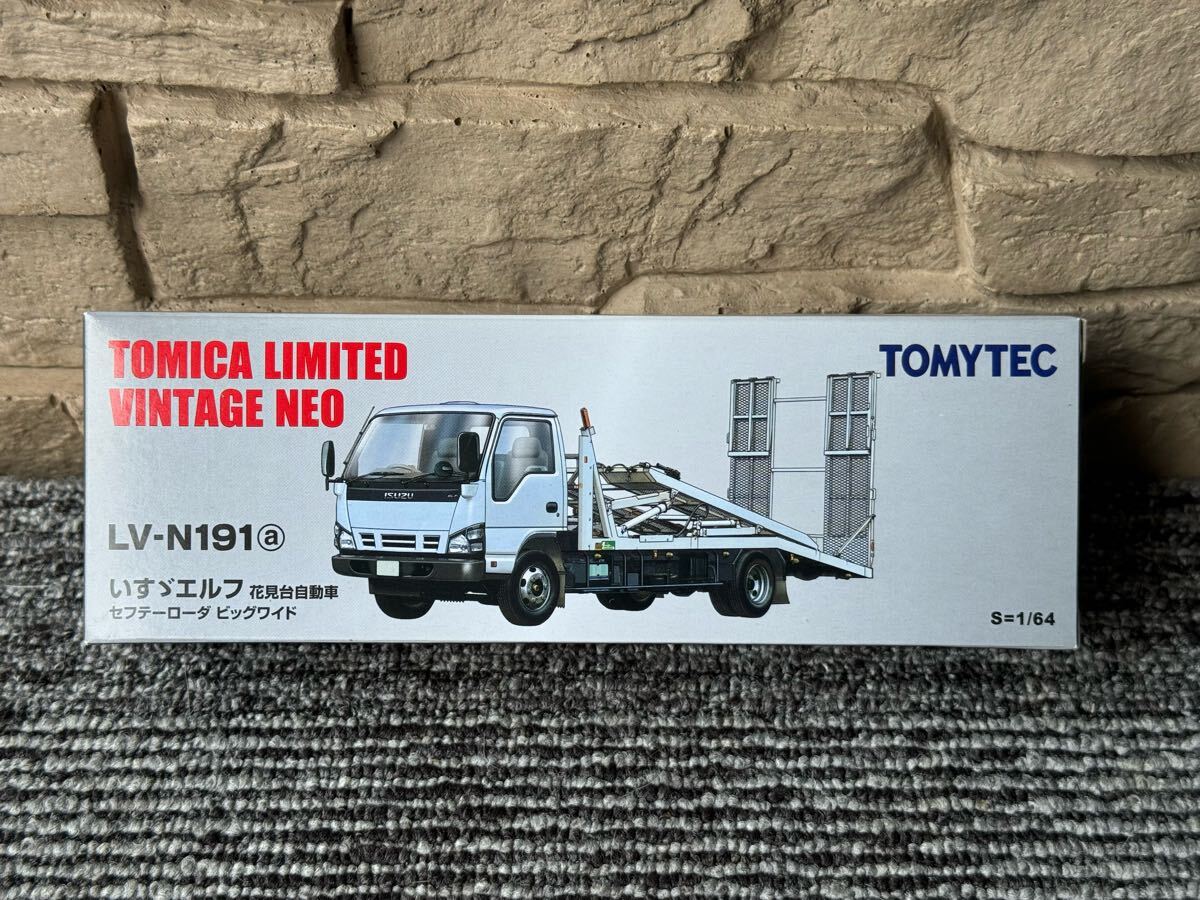 TOMICA LIMITED
VINTAGE NEO
TOMYTEC
ISUZU
LV-N191ⓐ
いすゞエルフ 花見台自動車
セフテーローダ ビッグワイド
S=1/64